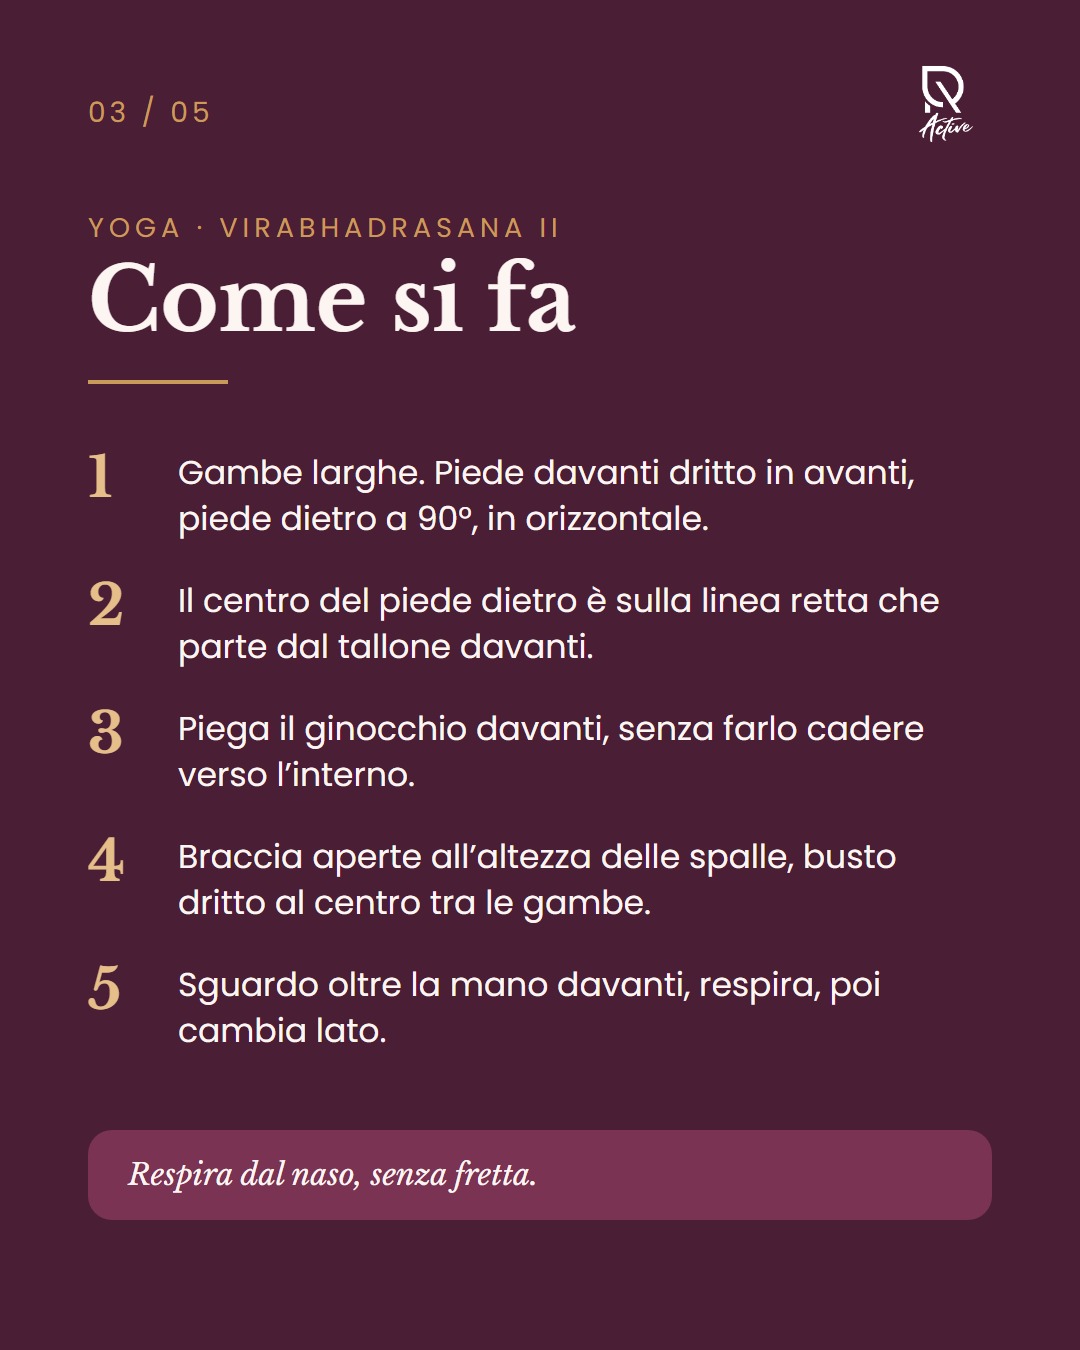 03 / 05
Active
YOGA · VIRABHADRASANA II
Come si fa
1 Gambe larghe. Piede davanti dritto in avanti,
piede dietro a 90°, in orizzontale.
2 Il centro del piede dietro è sulla linea retta che
parte dal tallone davanti.
3 Piega il ginocchio davanti, senza farlo cadere
verso l’interno.
4 Braccia aperte all’altezza delle spalle, busto
dritto al centro tra le gambe.
5 Sguardo oltre la mano davanti, respira, poi
cambia lato.
Respira dal naso, senza fretta.